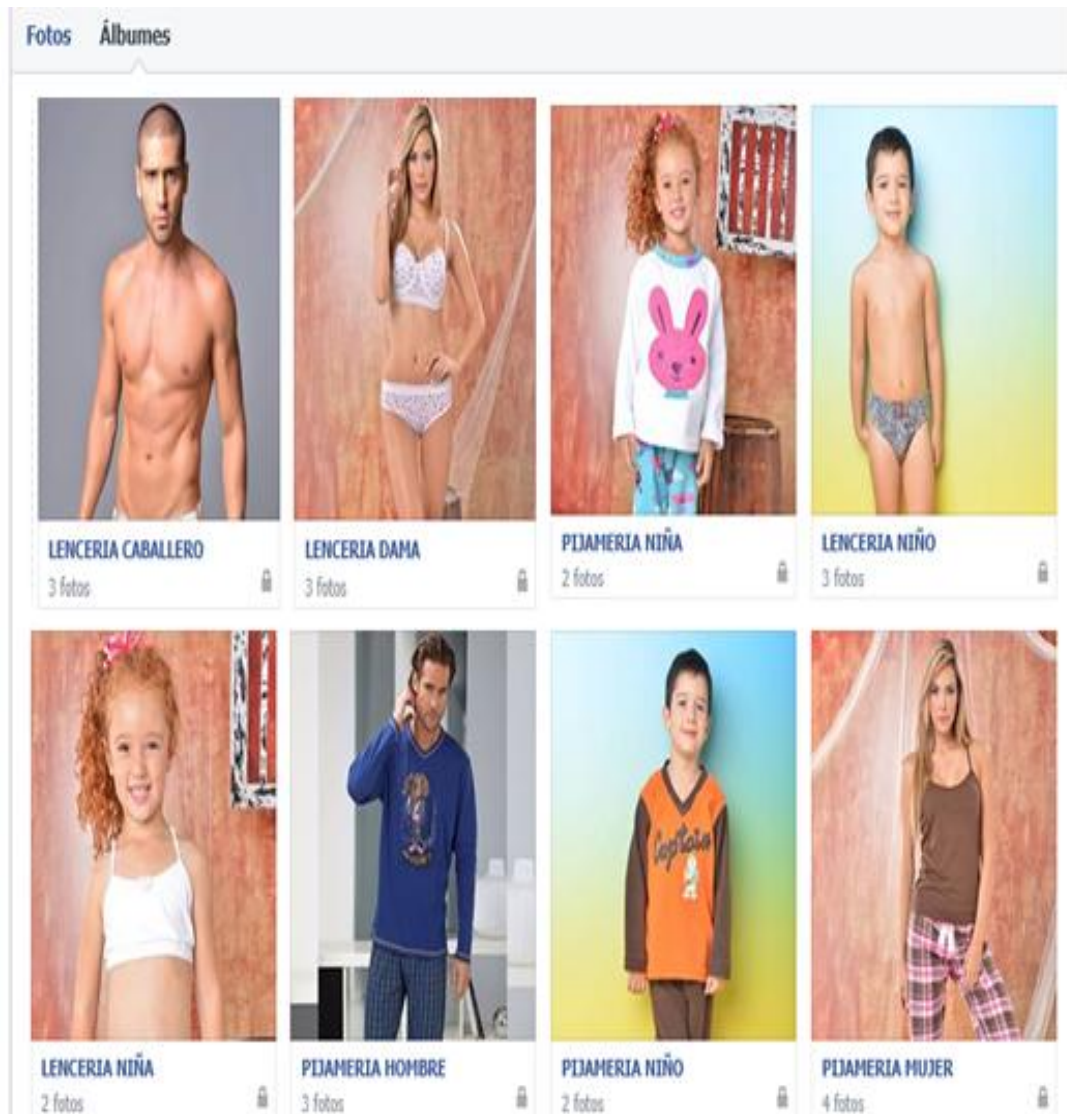 Fotos Álbumes
LENCERIA CABALLERO
3 fotos
LENCERIA DAMA
3 fotos
PIJAMERIA NIÑA
2 fotos
LENCERIA NIÑO
3 fotos
LENCERIA NIÑA
2 fotos
PIJAMERIA HOMBRE
3 fotos
PIJAMERIA NIÑO
2 fotos
PIJAMERIA MUJER
4 fotos